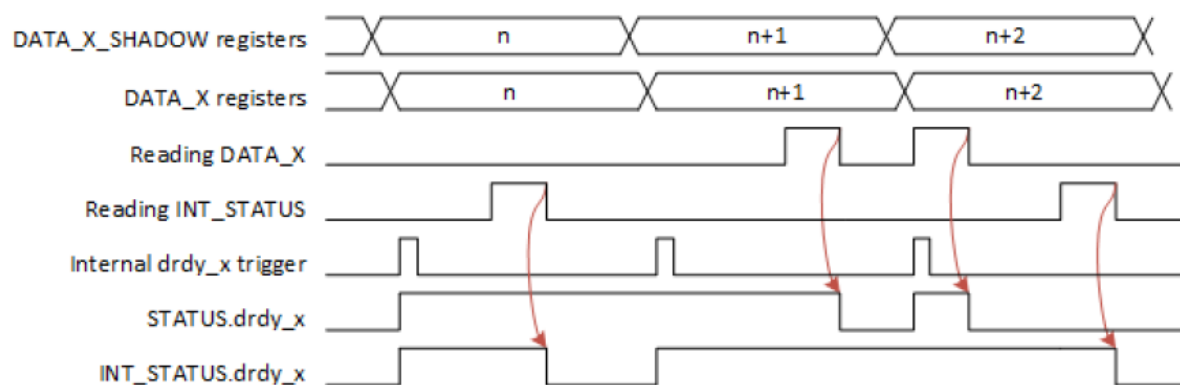 DATA_X_SHADOW registers n n+1 n+2
DATA_X registers n n+1 n+2
Reading DATA_X
Reading INT_STATUS
Internal drdy_x trigger
STATUS.drdy_x
INT_STATUS.drdy_x